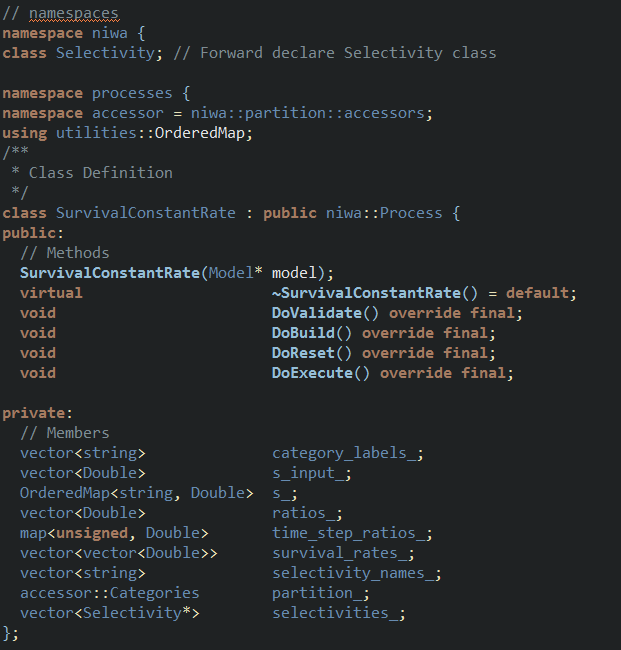 // namespaces
namespace niwa {
class Selectivity; // Forward declare Selectivity class

namespace processes {
namespace accessor = niwa::partition::accessors;
using utilities::OrderedMap;
/**
 * Class Definition
 */
class SurvivalConstantRate : public niwa::Process {
public:
  // Methods
  SurvivalConstantRate(Model* model);
  virtual                     ~SurvivalConstantRate() = default;
  void                        DoValidate() override final;
  void                        DoBuild() override final;
  void                        DoReset() override final;
  void                        DoExecute() override final;

private:
  // Members
  vector<string>              category_labels_;
  vector<Double>              s_input_;
  OrderedMap<string, Double>  s_;
  vector<Double>              ratios_;
  map<unsigned, Double>       time_step_ratios_;
  vector<vector<Double>>      survival_rates_;
  vector<string>              selectivity_names_;
  accessor::Categories        partition_;
  vector<Selectivity*>        selectivities_;
};